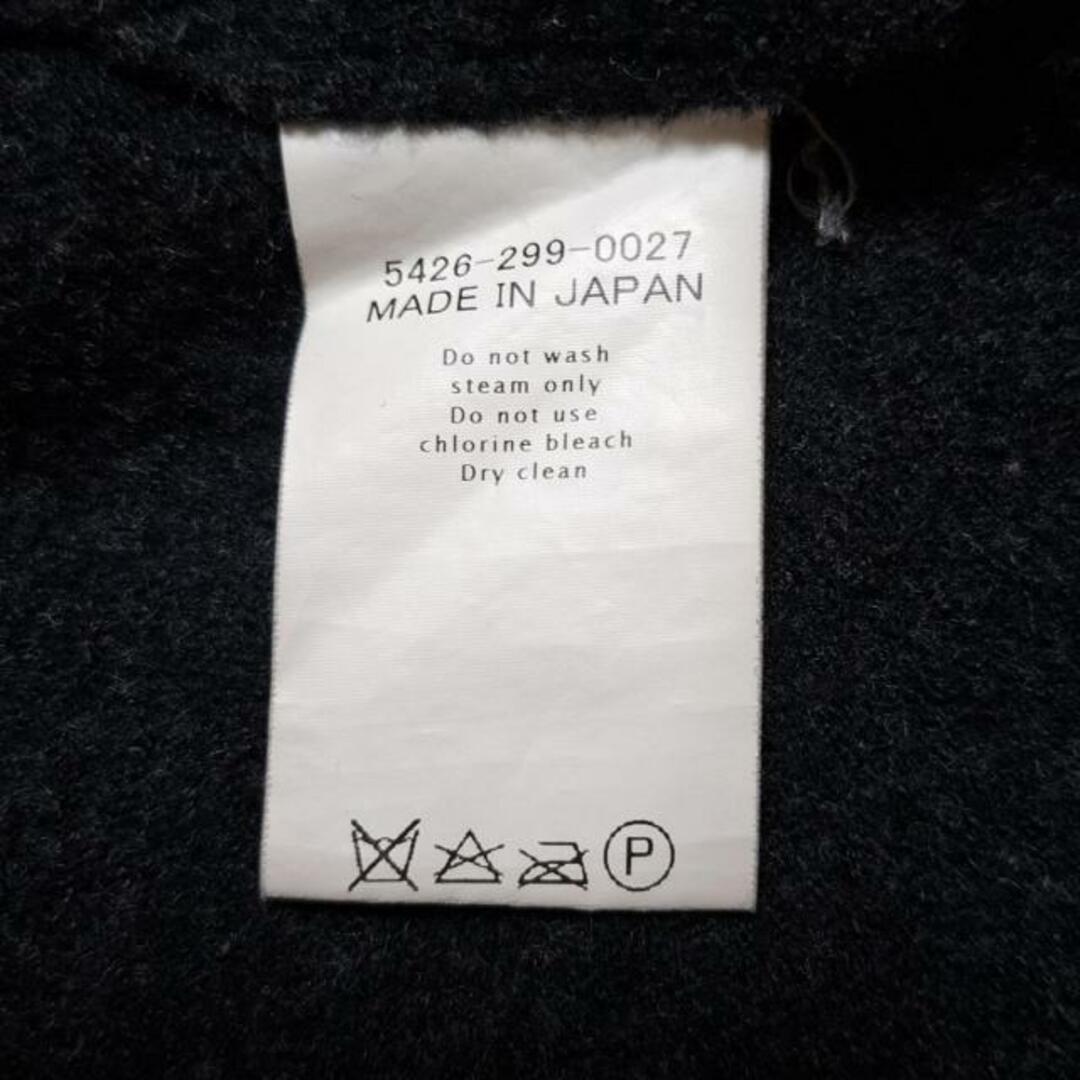 5426-299-0027
MADE IN JAPAN
Do not wash
steam only
Do not use
chlorine bleach
Dry clean
P